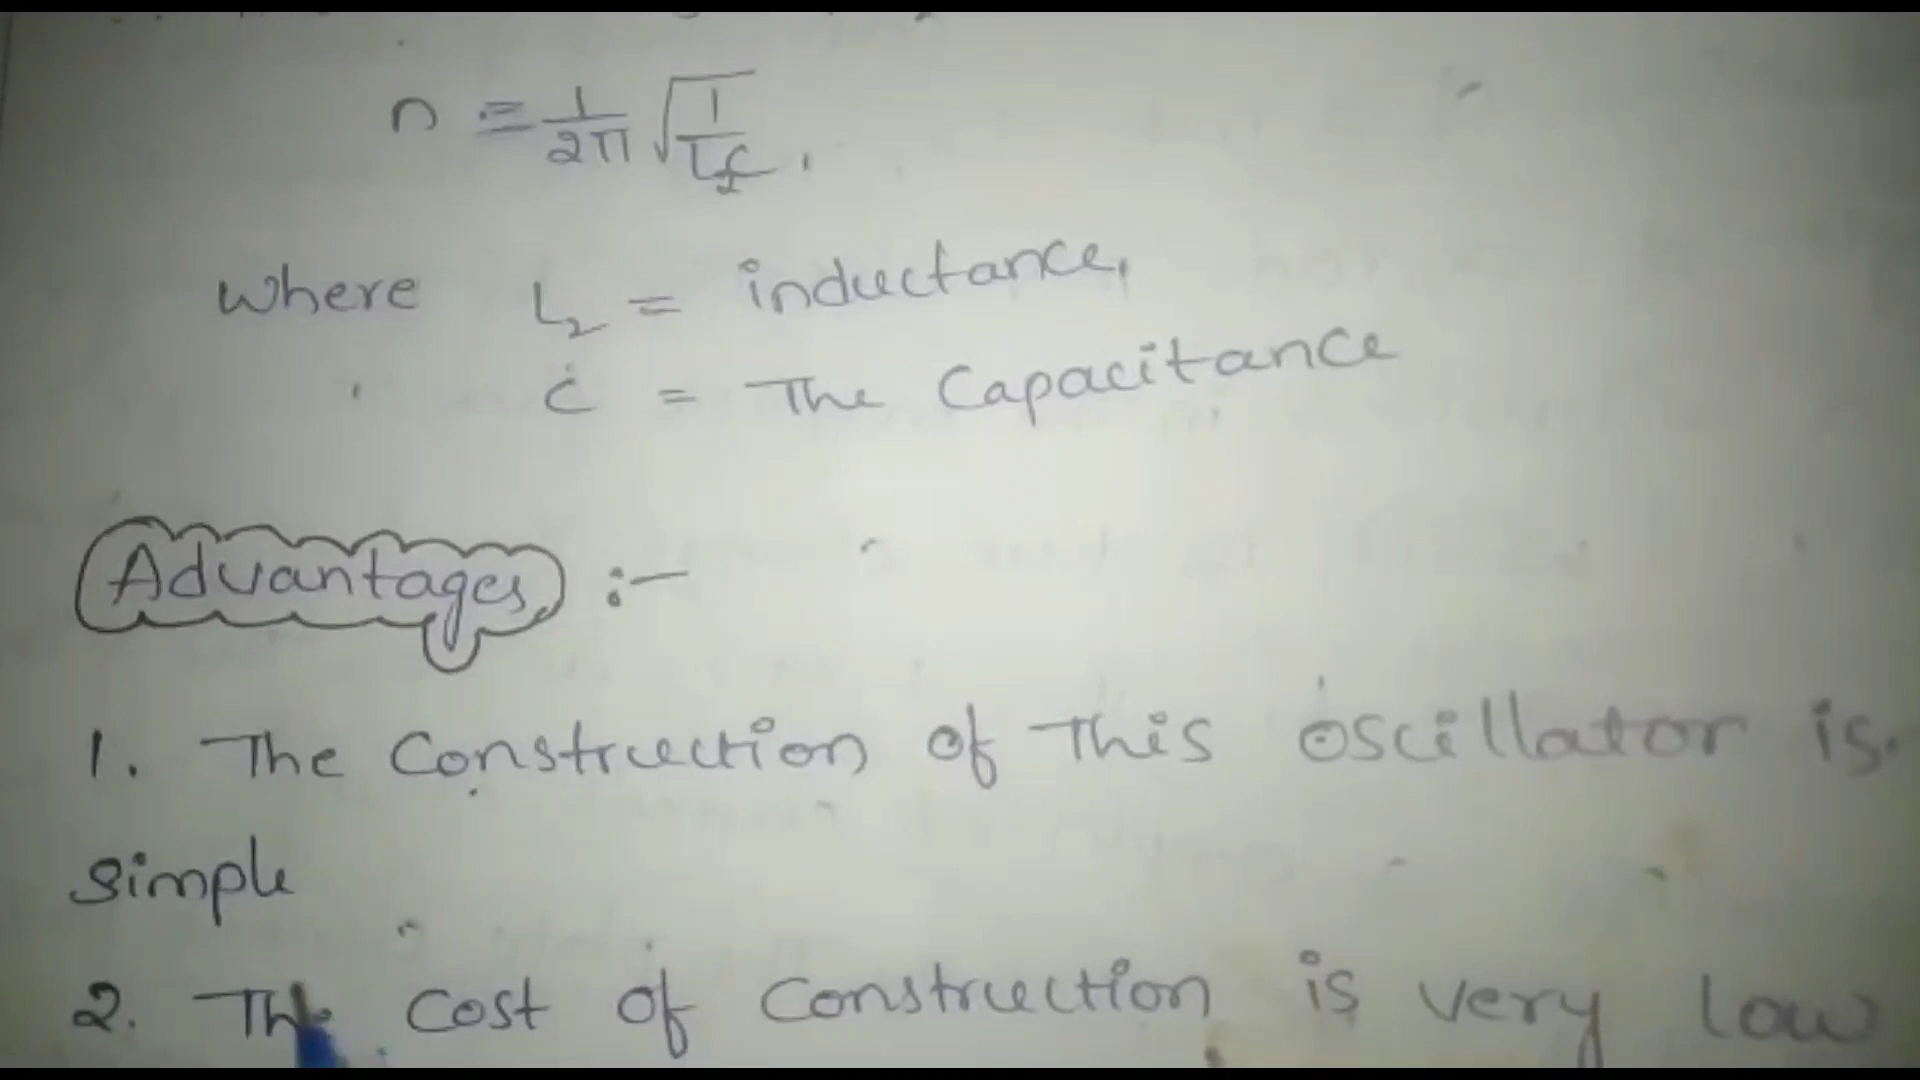 n = 1/2π √1/L₂C.
Where L₂ = inductance,
C = The Capacitance
Advantages :-
1. The Construction of This oscillator is
simple
2. The cost of construction is very low